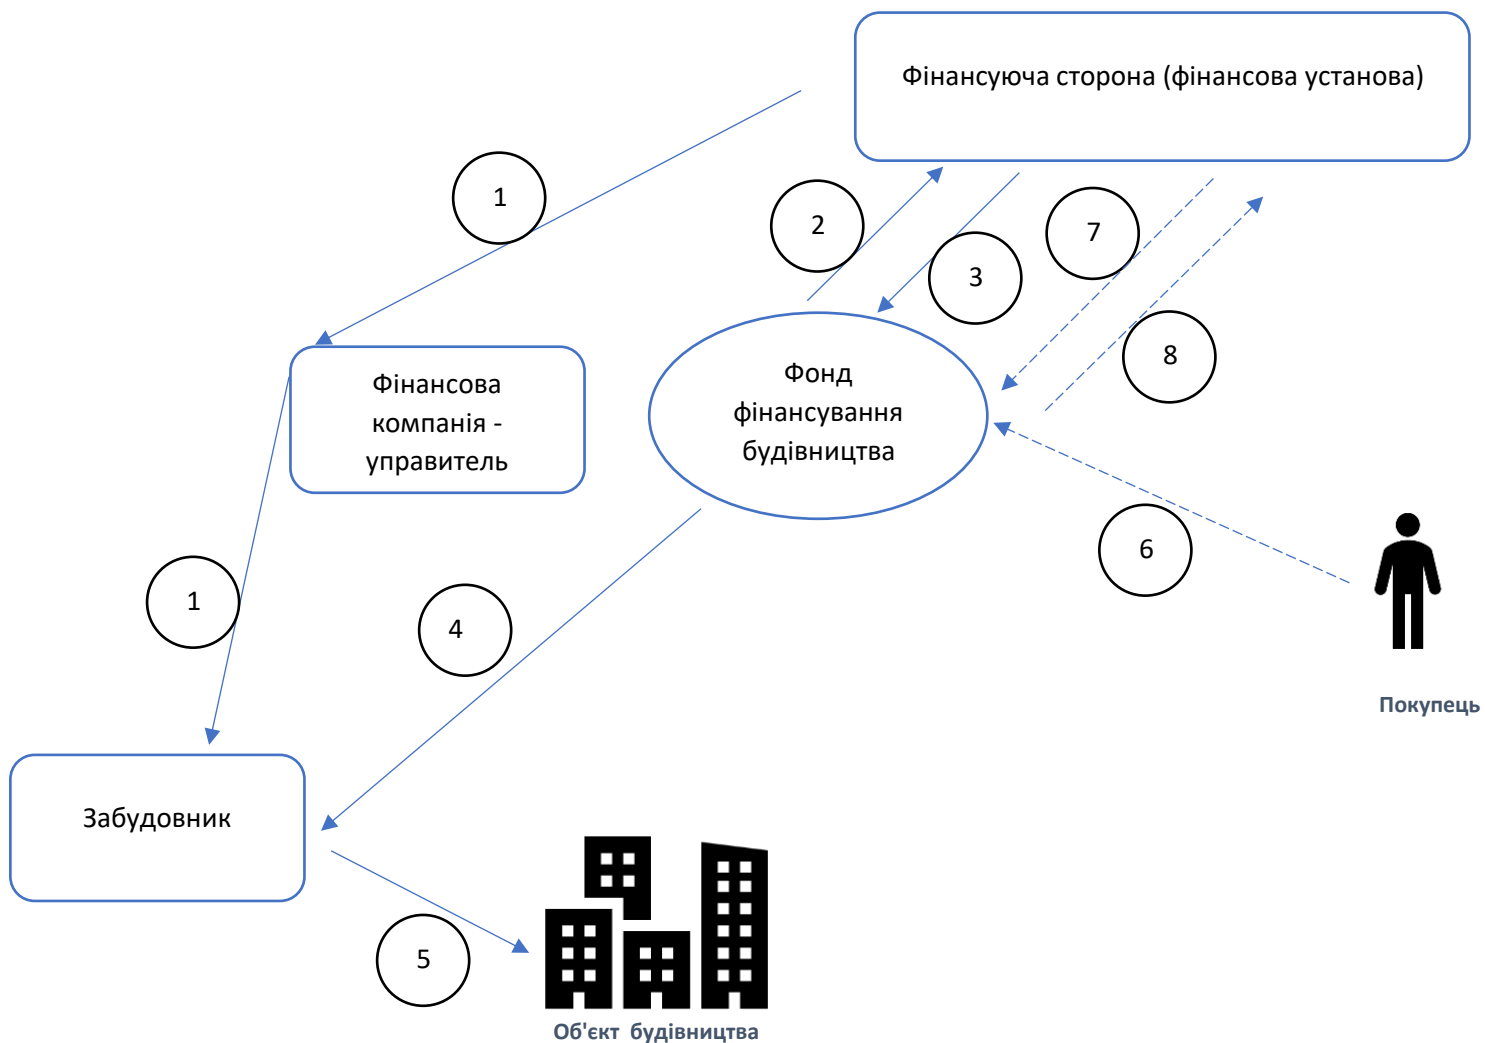 Фінансуюча сторона (фінансова установа)
1
2
7
3
8
Фінансова
компанія -
управитель
Фонд
фінансування
будівництва
6
1
4
Покупець
Забудовник
5
Об'єкт будівництва